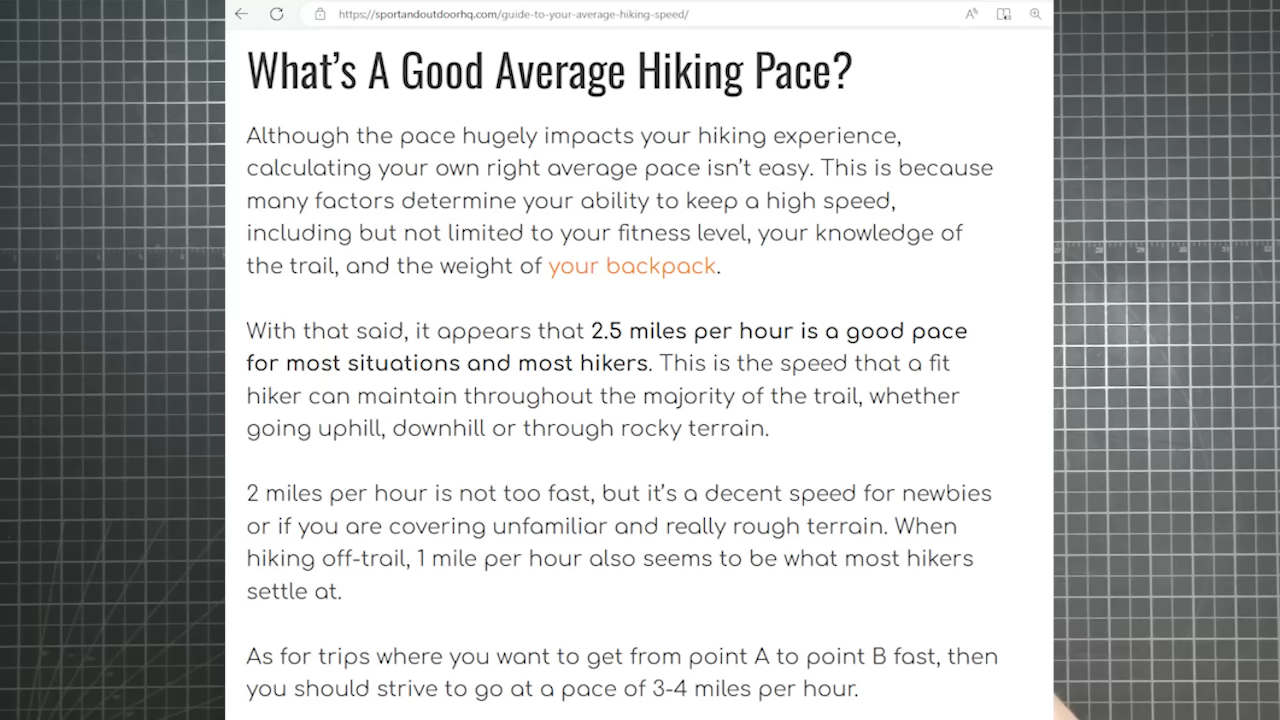 https://sportandoutdoorhq.com/guide-to-your-average-hiking-speed/
What's A Good Average Hiking Pace?
Although the pace hugely impacts your hiking experience,
calculating your own right average pace isn't easy. This is because
many factors determine your ability to keep a high speed,
including but not limited to your fitness level, your knowledge of
the trail, and the weight of your backpack.
With that said, it appears that 2.5 miles per hour is a good pace
for most situations and most hikers. This is the speed that a fit
hiker can maintain throughout the majority of the trail, whether
going uphill, downhill or through rocky terrain.
2 miles per hour is not too fast, but it's a decent speed for newbies
or if you are covering unfamiliar and really rough terrain. When
hiking off-trail, 1 mile per hour also seems to be what most hikers
settle at.
As for trips where you want to get from point A to point B fast, then
you should strive to go at a pace of 3-4 miles per hour.